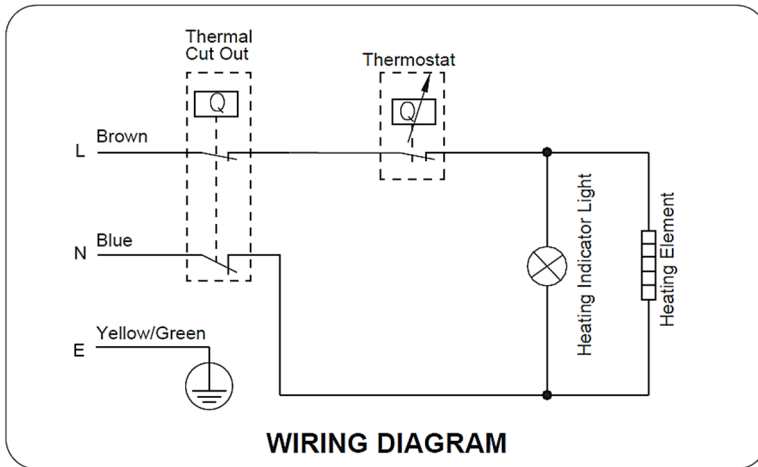 Thermal
Cut Out
Thermostat
Q
Q
L
Brown
N
Blue
E
Yellow/Green
Heating Indicator Light
Heating Element
WIRING DIAGRAM